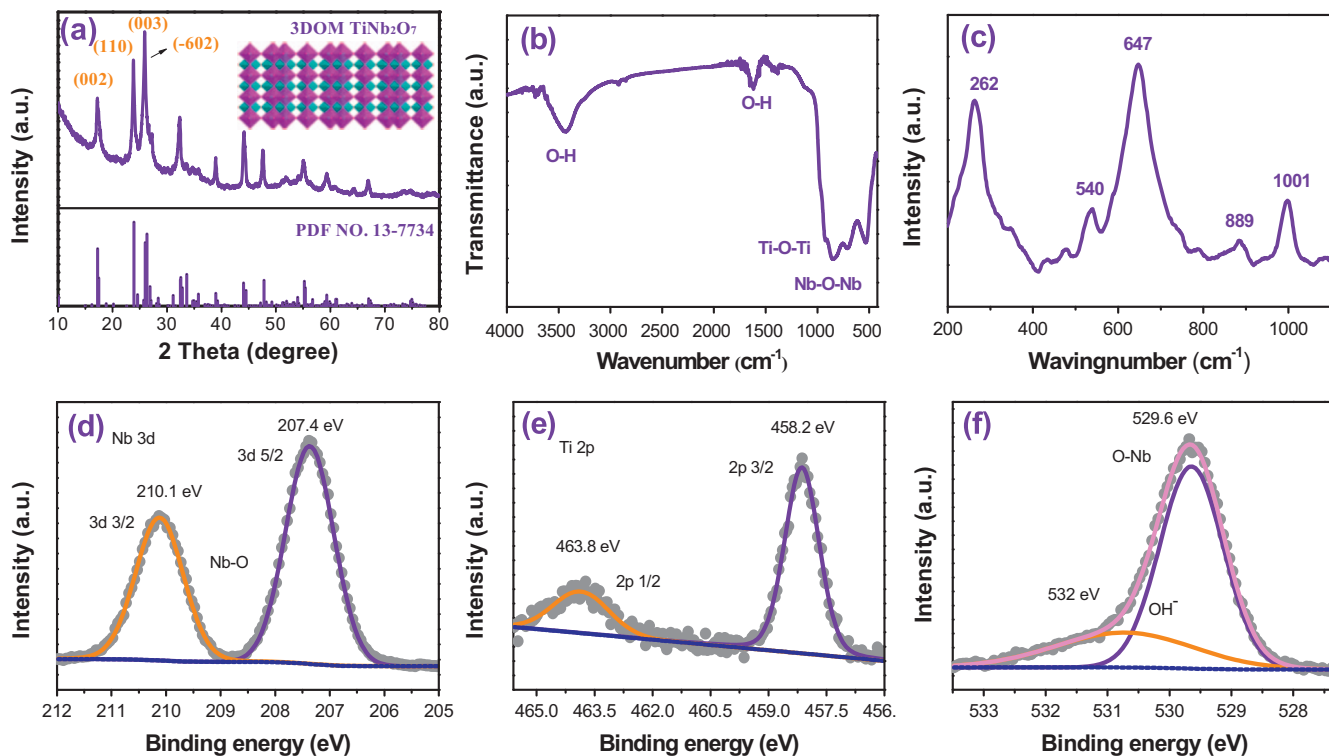 (a)
(002)
(110)
(003)
(-602)
3DOM TiNb₂O₇
PDF NO. 13-7734
Intensity (a.u.)
10 20 30 40 50 60 70 80
2 Theta (degree)
(b)
O-H
O-H
Ti-O-Ti
Nb-O-Nb
Transmittance (a.u.)
4000 3500 3000 2500 2000 1500 1000 500
Wavenumber (cm⁻¹)
(c)
262
540
647
889
1001
Intensity (a.u.)
200 400 600 800 1000
Wavingnumber (cm⁻¹)
(d)
Nb 3d
207.4 eV
3d 5/2
210.1 eV
3d 3/2
Nb-O
Intensity (a.u.)
212 211 210 209 208 207 206 205
Binding energy (eV)
(e)
Ti 2p
458.2 eV
2p 3/2
463.8 eV
2p 1/2
Intensity (a.u.)
465.0 463.5 462.0 460.5 459.0 457.5 456.
Binding energy (eV)
(f)
529.6 eV
O-Nb
532 eV
OH⁻
Intensity (a.u.)
533 532 531 530 529 528
Binding energy (eV)